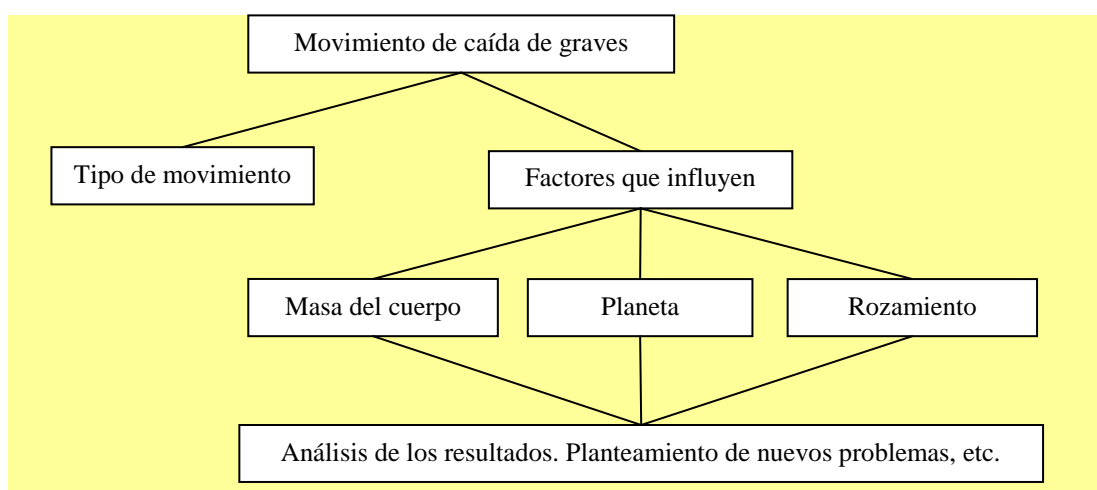 Movimiento de caída de graves
Tipo de movimiento
Factores que influyen
Masa del cuerpo
Planeta
Rozamiento
Análisis de los resultados. Planteamiento de nuevos problemas, etc.